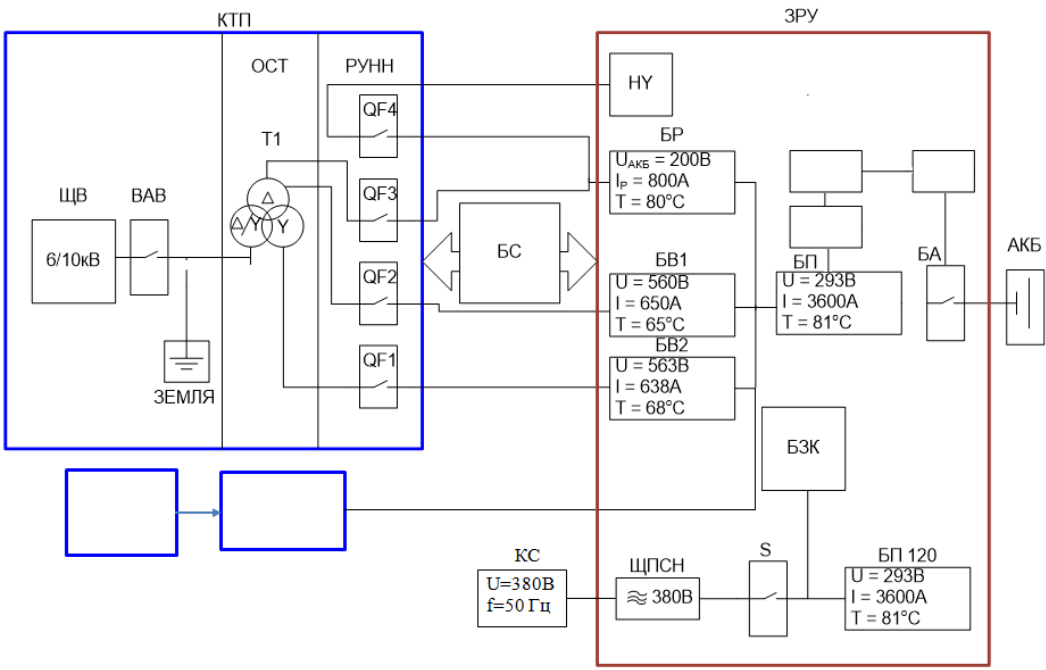 КТП
ЗРУ
ОСТ
РУНН
HY
QF4
Т1
БР
UАКБ = 200В
IР = 800А
Т = 80°С
QF3
ЩВ
ВАВ
Δ
Δ/Y
Y
6/10кВ
БС
QF2
БВ1
U = 560В
I = 650А
Т = 65°С
БП
U = 293В
I = 3600А
Т = 81°С
БА
АКБ
БВ2
U = 563В
I = 638А
Т = 68°С
QF1
ЗЕМЛЯ
БЗК
КС
U=380В
f=50 Гц
ЩПСН
≈ 380В
S
БП 120
U = 293В
I = 3600А
Т = 81°С